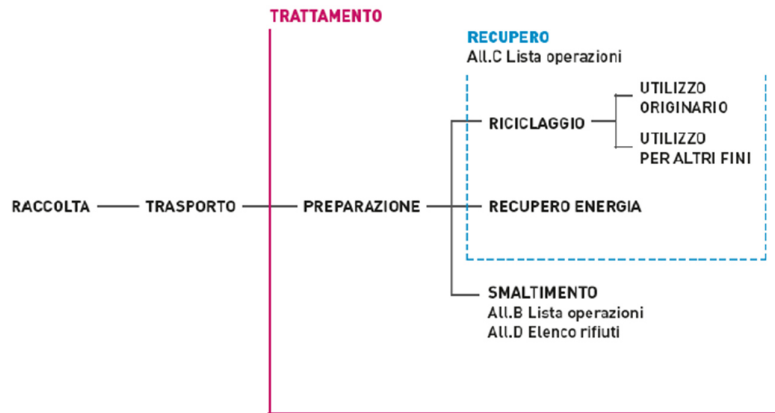 TRATTAMENTO
RECUPERO
All.C Lista operazioni
UTILIZZO
ORIGINARIO
RICICLAGGIO
UTILIZZO
PER ALTRI FINI
RACCOLTA
TRASPORTO
PREPARAZIONE
RECUPERO ENERGIA
SMALTIMENTO
All.B Lista operazioni
All.D Elenco rifiuti